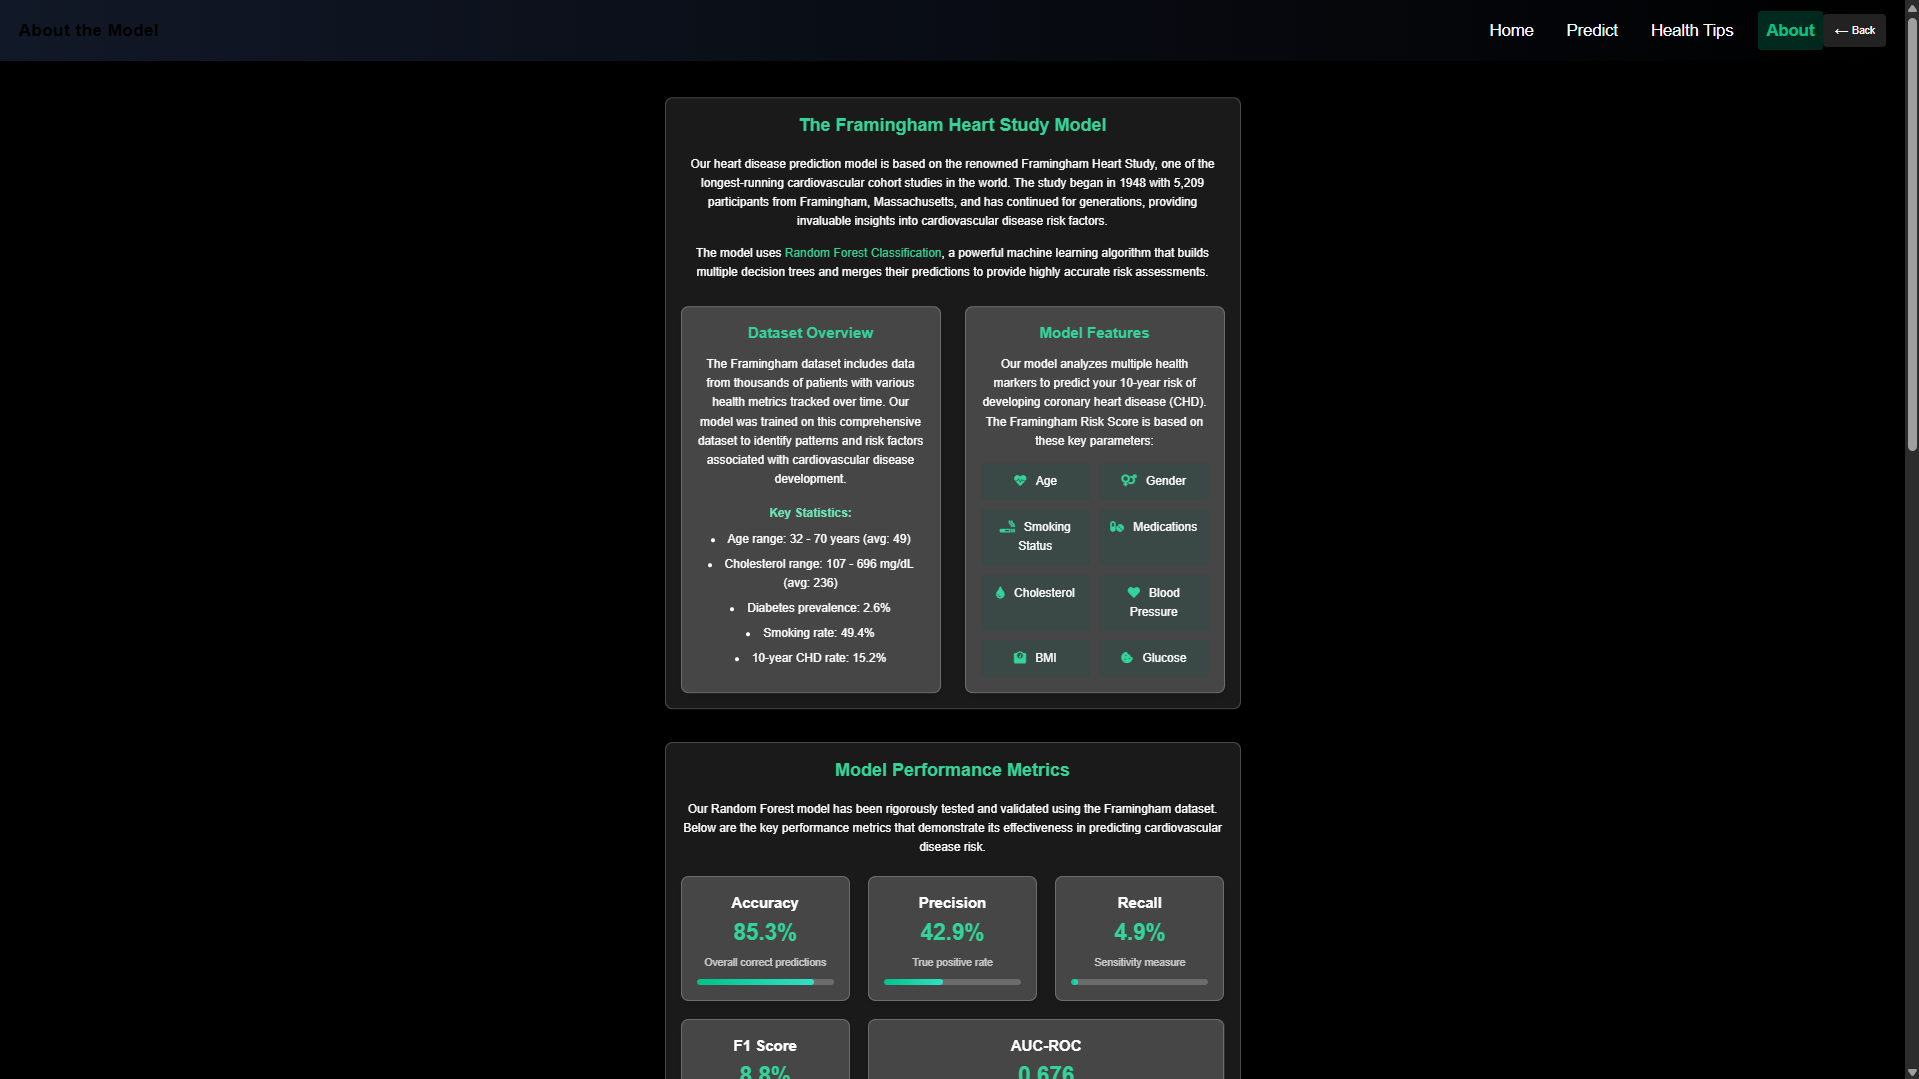 About the Model
Home
Predict
Health Tips
About
← Back
The Framingham Heart Study Model
Our heart disease prediction model is based on the renowned Framingham Heart Study, one of the
longest-running cardiovascular cohort studies in the world. The study began in 1948 with 5,209
participants from Framingham, Massachusetts, and has continued for generations, providing
invaluable insights into cardiovascular disease risk factors.
The model uses Random Forest Classification, a powerful machine learning algorithm that builds
multiple decision trees and merges their predictions to provide highly accurate risk assessments.
Dataset Overview
The Framingham dataset includes data
from thousands of patients with various
health metrics tracked over time. Our
model was trained on this comprehensive
dataset to identify patterns and risk factors
associated with cardiovascular disease
development.
Key Statistics:
• Age range: 32 - 70 years (avg: 49)
• Cholesterol range: 107 - 696 mg/dL
(avg: 236)
• Diabetes prevalence: 2.6%
• Smoking rate: 49.4%
• 10-year CHD rate: 15.2%
Model Features
Our model analyzes multiple health
markers to predict your 10-year risk of
developing coronary heart disease (CHD).
The Framingham Risk Score is based on
these key parameters:
Age
Gender
Smoking
Status
Medications
Cholesterol
Blood
Pressure
BMI
Glucose
Model Performance Metrics
Our Random Forest model has been rigorously tested and validated using the Framingham dataset.
Below are the key performance metrics that demonstrate its effectiveness in predicting cardiovascular
disease risk.
Accuracy
85.3%
Overall correct predictions
Precision
42.9%
True positive rate
Recall
4.9%
Sensitivity measure
F1 Score
8.8%
AUC-ROC
0.676